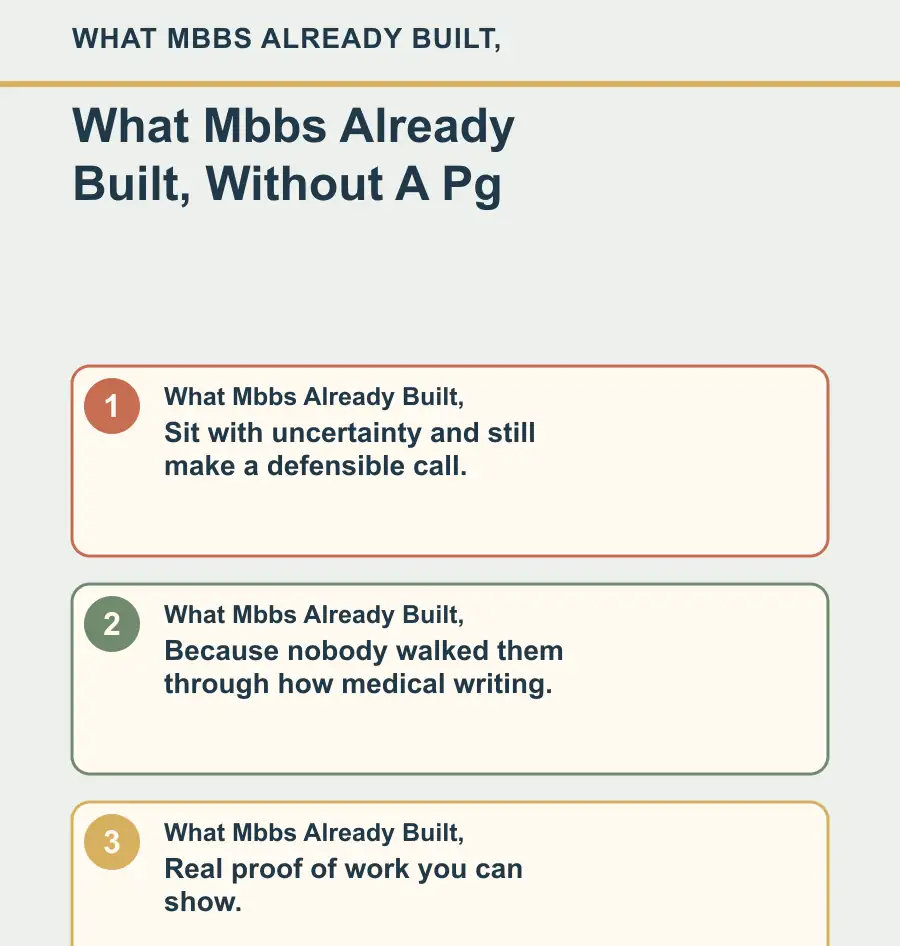 WHAT MBBS ALREADY BUILT,
What Mbbs Already
Built, Without A Pg
1
What Mbbs Already Built,
Sit with uncertainty and still
make a defensible call.
2
What Mbbs Already Built,
Because nobody walked them
through how medical writing.
3
What Mbbs Already Built,
Real proof of work you can
show.